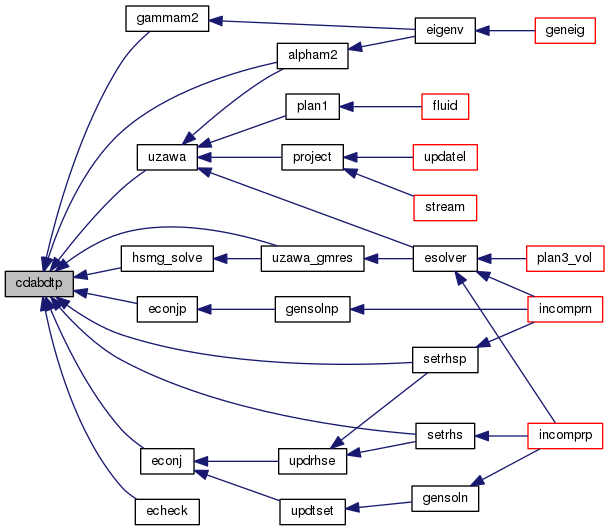 gammam2
eigenv
geneig
alpham2
plan1
fluid
uzawa
project
updatel
stream
hsmg_solve
uzawa_gmres
esolver
plan3_vol
cdabdtp
econjp
gensolnp
incomprn
setrhsp
setrhs
incomprp
econj
updrhse
echeck
updtset
gensoln